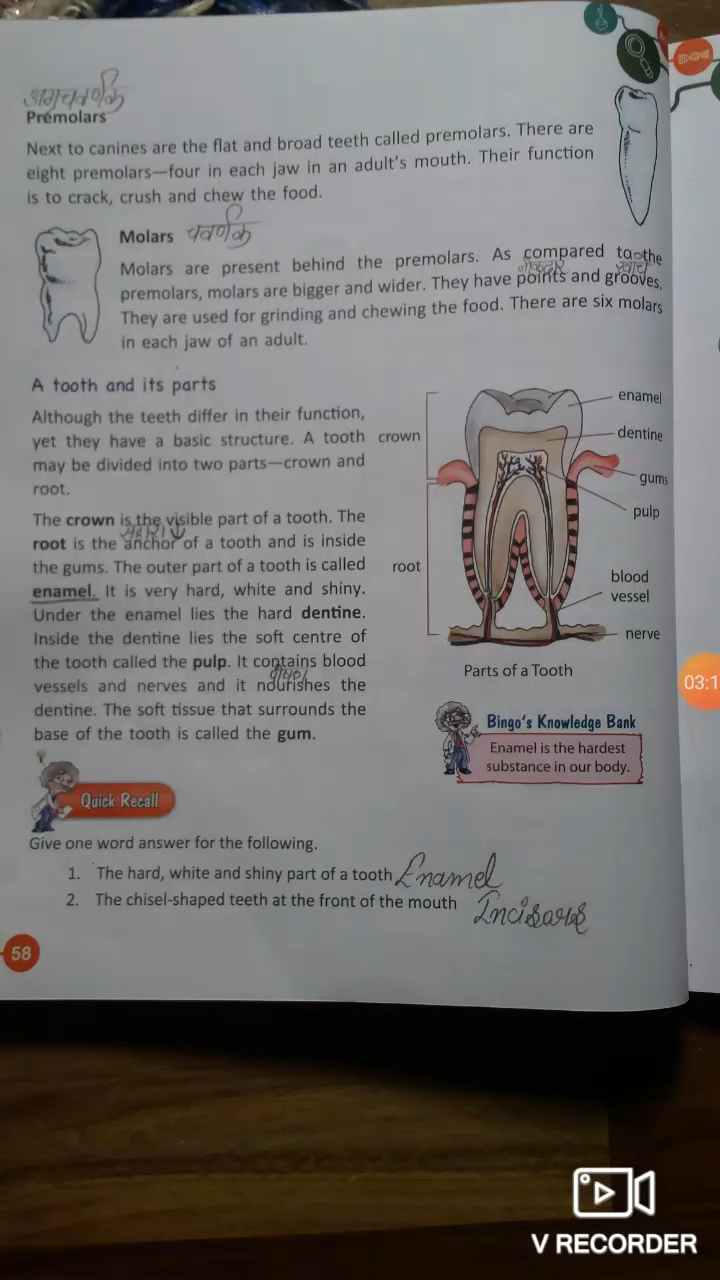 अग्रचवर्णक
Premolars
Next to canines are the flat and broad teeth called premolars. There are
eight premolars—four in each jaw in an adult's mouth. Their function
is to crack, crush and chew the food.
Molars चवर्णक
Molars are present behind the premolars. As compared to the
नोकदार खाचे
premolars, molars are bigger and wider. They have points and grooves,
They are used for grinding and chewing the food. There are six molars
in each jaw of an adult.
A tooth and its parts
Although the teeth differ in their function,
yet they have a basic structure. A tooth
may be divided into two parts—crown and
root.
The crown is the visible part of a tooth. The
सहारा
root is the anchor of a tooth and is inside
the gums. The outer part of a tooth is called
enamel. It is very hard, white and shiny.
Under the enamel lies the hard dentine.
Inside the dentine lies the soft centre of
the tooth called the pulp. It contains blood
vessels and nerves and it nourishes the
dentine. The soft tissue that surrounds the
base of the tooth is called the gum.
crown
root
enamel
dentine
gums
pulp
blood
vessel
nerve
Parts of a Tooth
Bingo's Knowledge Bank
Enamel is the hardest
substance in our body.
Quick Recall
Give one word answer for the following.
1. The hard, white and shiny part of a tooth Enamel
2. The chisel-shaped teeth at the front of the mouth Incisors
58
03:1
V RECORDER